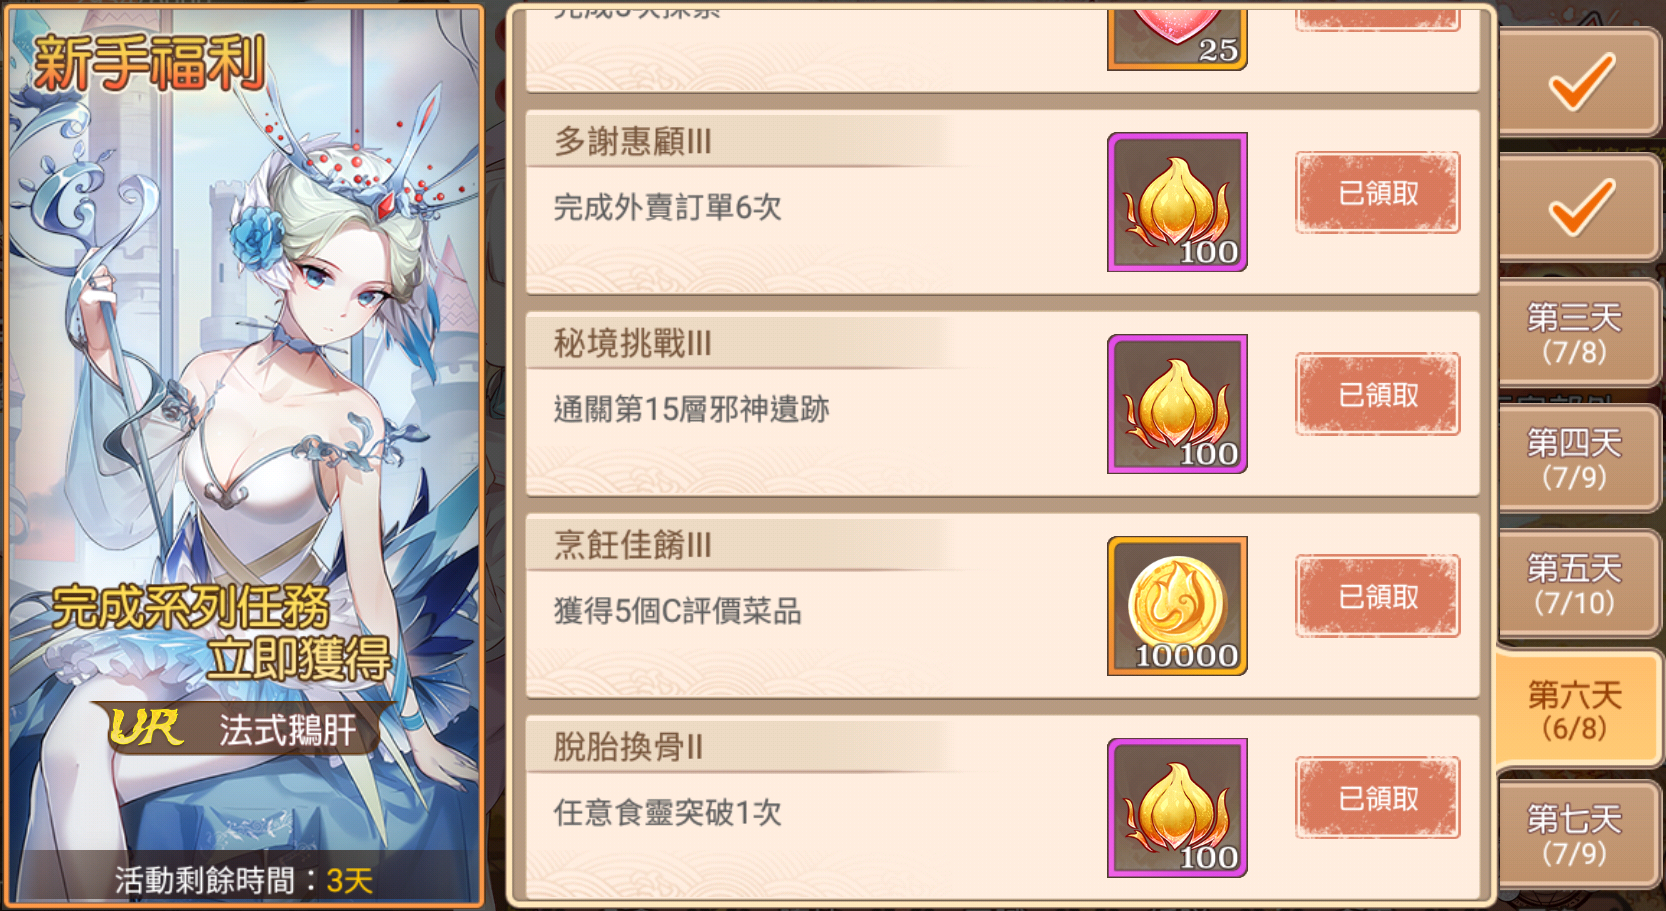 新手福利
完成系列任務
立即獲得
UR 法式鵝肝
活動剩餘時間：3天
25
多謝惠顧III
完成外賣訂單6次
100
已領取
秘境挑戰III
通關第15層邪神遺跡
100
已領取
烹飪佳餚III
獲得5個C評價菜品
10000
已領取
脫胎換骨II
任意食靈突破1次
100
已領取
第三天
(7/8)
第四天
(7/9)
第五天
(7/10)
第六天
(6/8)
第七天
(7/9)